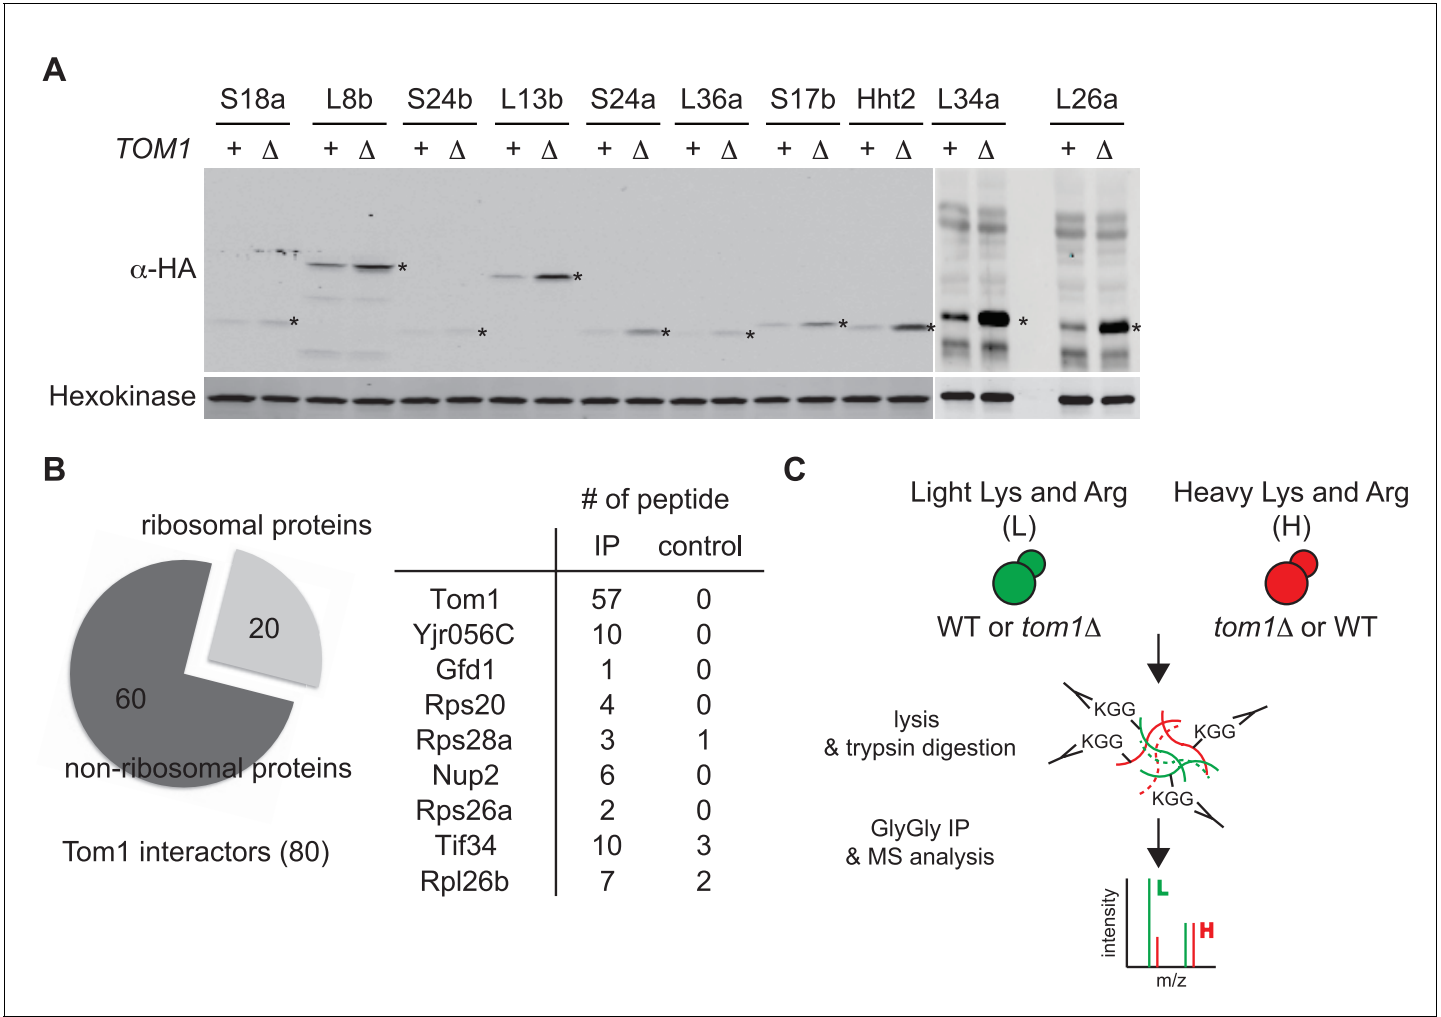 A
S18a L8b S24b L13b S24a L36a S17b Hht2 L34a L26a
TOM1 + Δ + Δ + Δ + Δ + Δ + Δ + Δ + Δ + Δ + Δ
α-HA
* * * * * * * * * *
Hexokinase
B
ribosomal proteins
20
60
non-ribosomal proteins
Tom1 interactors (80)
# of peptide
IP control
Tom1 57 0
Yjr056C 10 0
Gfd1 1 0
Rps20 4 0
Rps28a 3 1
Nup2 6 0
Rps26a 2 0
Tif34 10 3
Rpl26b 7 2
C
Light Lys and Arg
(L)
Heavy Lys and Arg
(H)
WT or tom1Δ
tom1Δ or WT
lysis
& trypsin digestion
KGG
KGG
KGG
KGG
GlyGly IP
& MS analysis
intensity
L
H
m/z